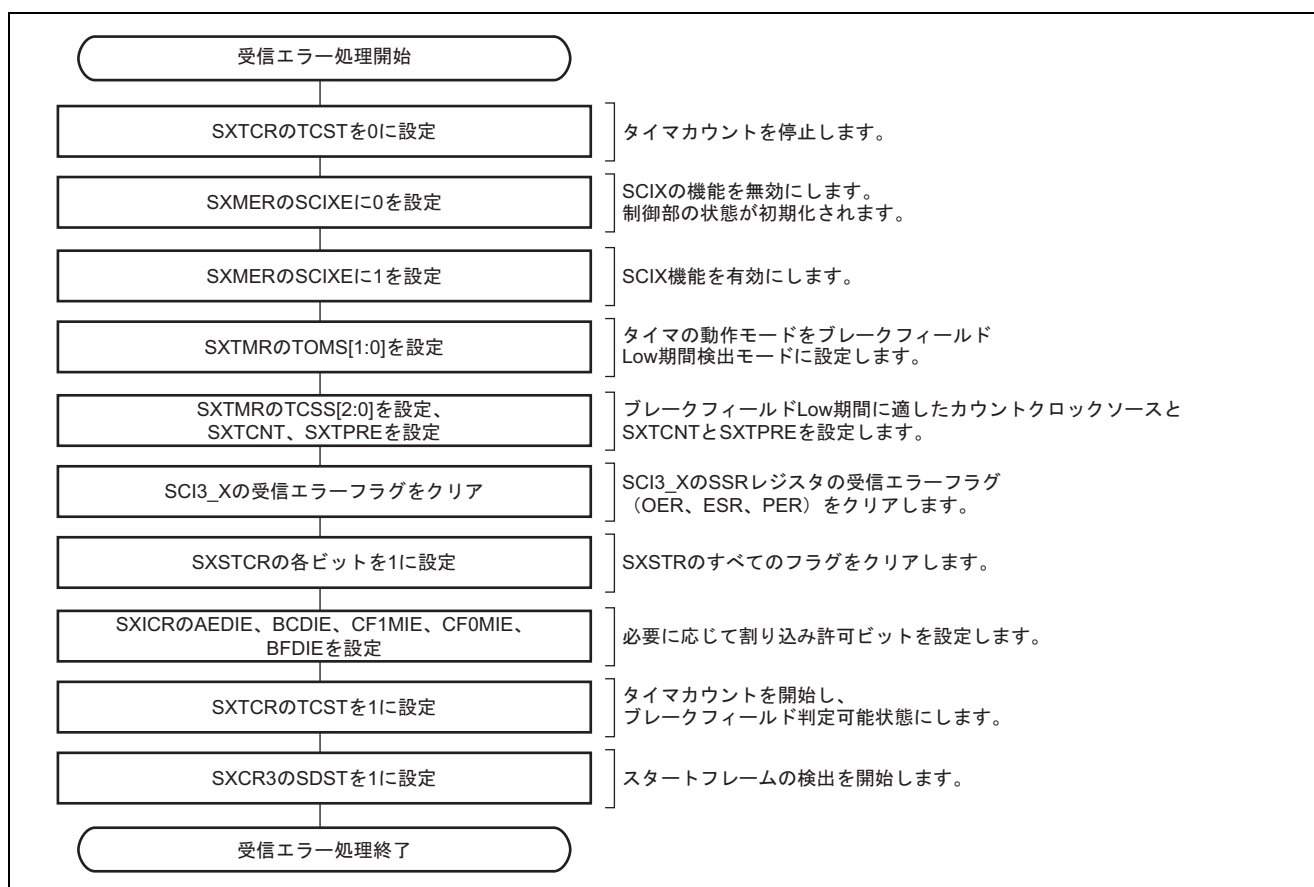 受信エラー処理開始
SXTCRのTCSTを0に設定
タイマカウントを停止します。
SXMERのSCIXEに0を設定
SCIXの機能を無効にします。
制御部の状態が初期化されます。
SXMERのSCIXEに1を設定
SCIX機能を有効にします。
SXTMRのTOMS[1:0]を設定
タイマの動作モードをブレークフィールド
Low期間検出モードに設定します。
SXTMRのTCSS[2:0]を設定、
SXTCNT、SXTPREを設定
ブレークフィールドLow期間に適したカウントクロックソースと
SXTCNTとSXTPREを設定します。
SCI3_Xの受信エラーフラグをクリア
SCI3_XのSSRレジスタの受信エラーフラグ
（OER、ESR、PER）をクリアします。
SXSTCRの各ビットを1に設定
SXSTRのすべてのフラグをクリアします。
SXICRのAEDIE、BCDIE、CF1MIE、CF0MIE、
BFDIEを設定
必要に応じて割り込み許可ビットを設定します。
SXTCRのTCSTを1に設定
タイマカウントを開始し、
ブレークフィールド判定可能状態にします。
SXCR3のSDSTを1に設定
スタートフレームの検出を開始します。
受信エラー処理終了